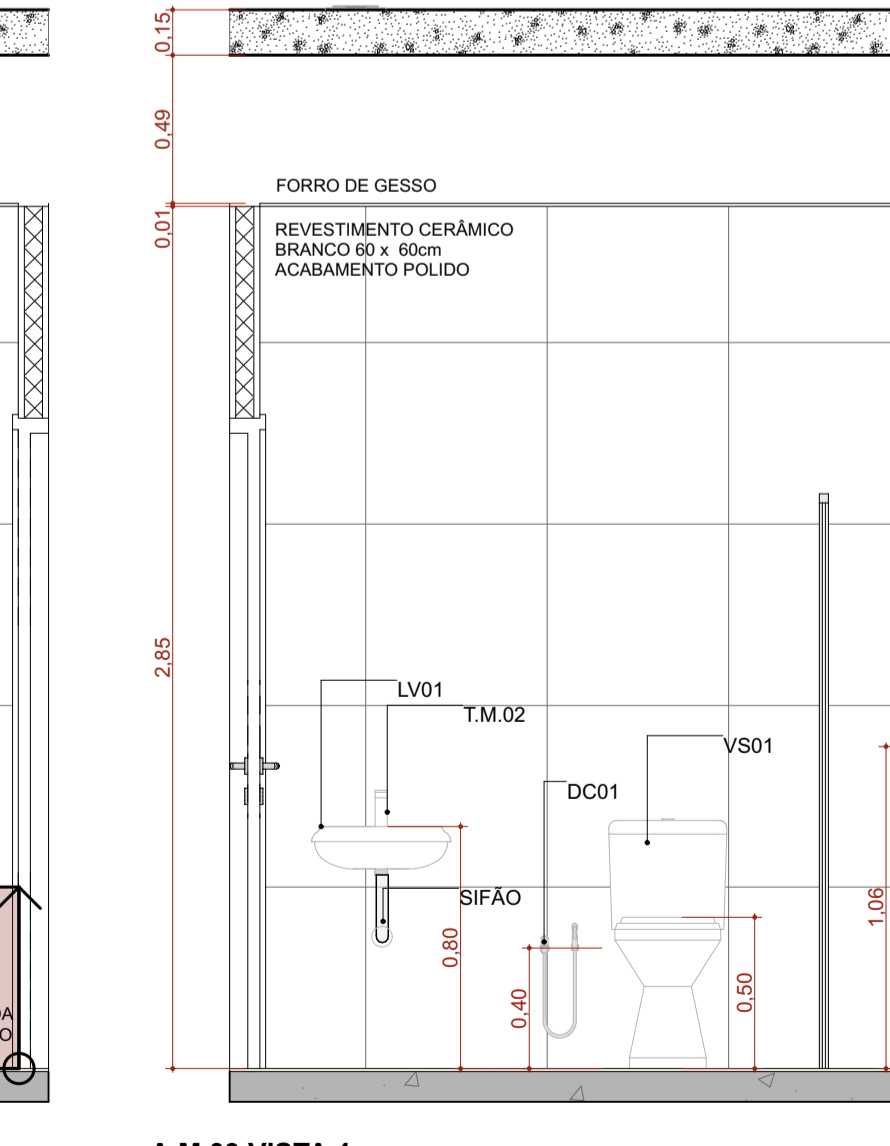 0,15
0,49
FORRO DE GESSO
0,01
REVESTIMENTO CERÂMICO
BRANCO 60 x 60cm
ACABAMENTO POLIDO
2,85
LV01
T.M.02
VS01
DC01
SIFÃO
0,80
1,06
0,40
0,50